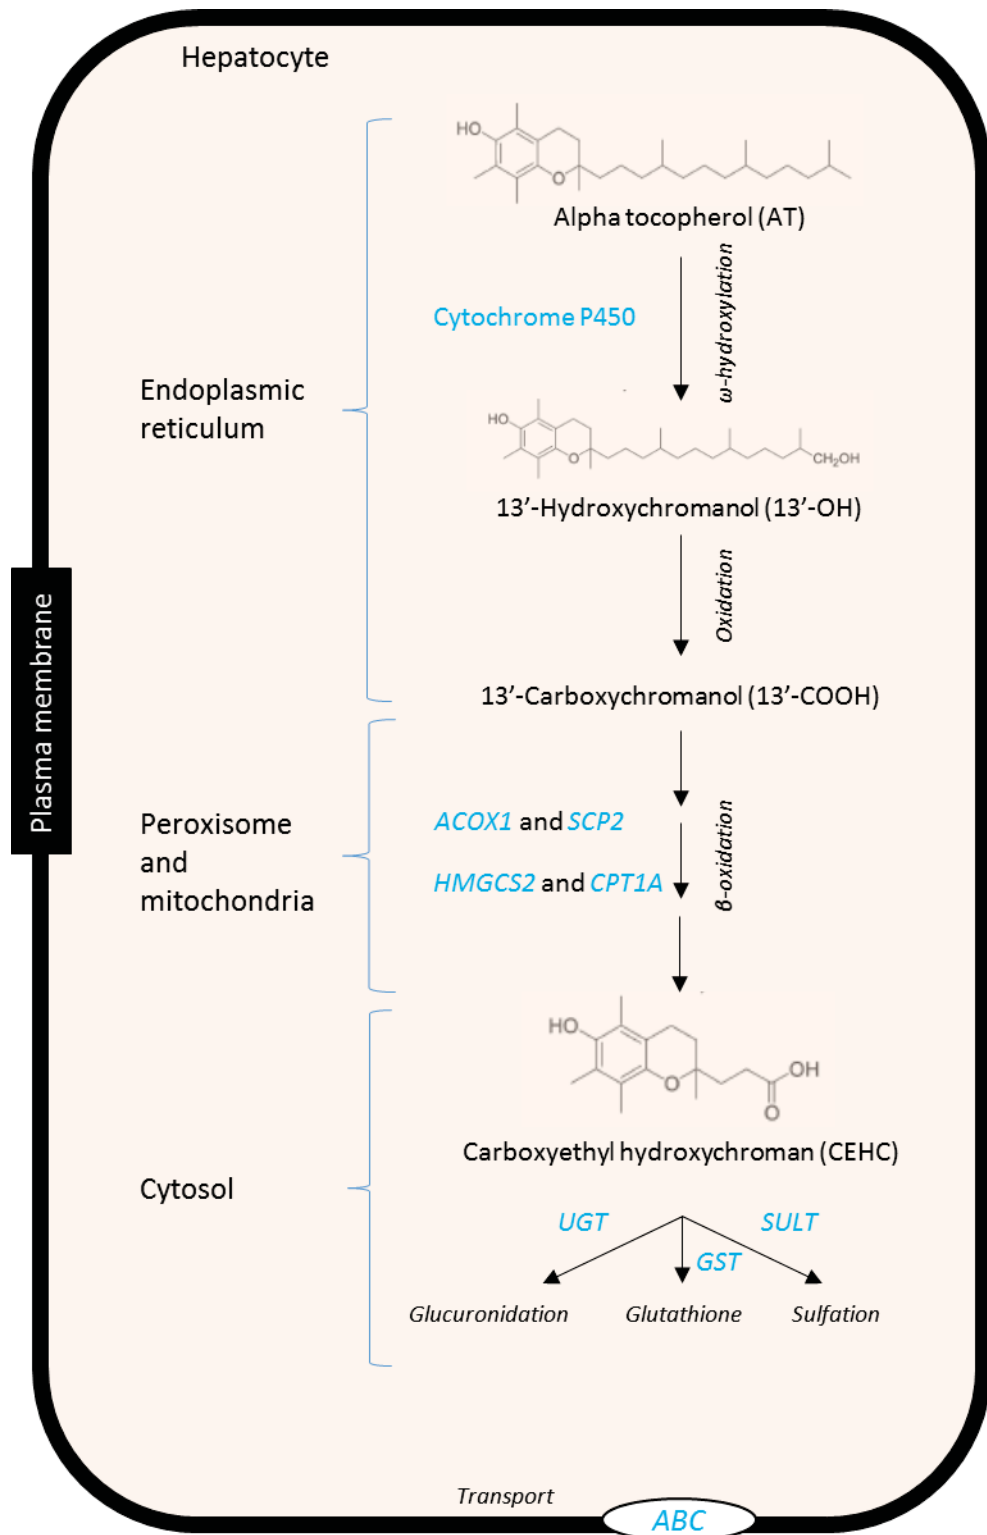 Hepatocyte
HO
O
Alpha tocopherol (AT)
Cytochrome P450
ω-hydroxylation
Endoplasmic
reticulum
HO
O
CH₂OH
13’-Hydroxychromanol (13’-OH)
Oxidation
13’-Carboxychromanol (13’-COOH)
Plasma membrane
Peroxisome
and
mitochondria
ACOX1 and SCP2
HMGCS2 and CPT1A
β-oxidation
HO
O
OH
O
Carboxyethyl hydroxychroman (CEHC)
Cytosol
UGT
SULT
GST
Glucuronidation
Glutathione
Sulfation
Transport
ABC